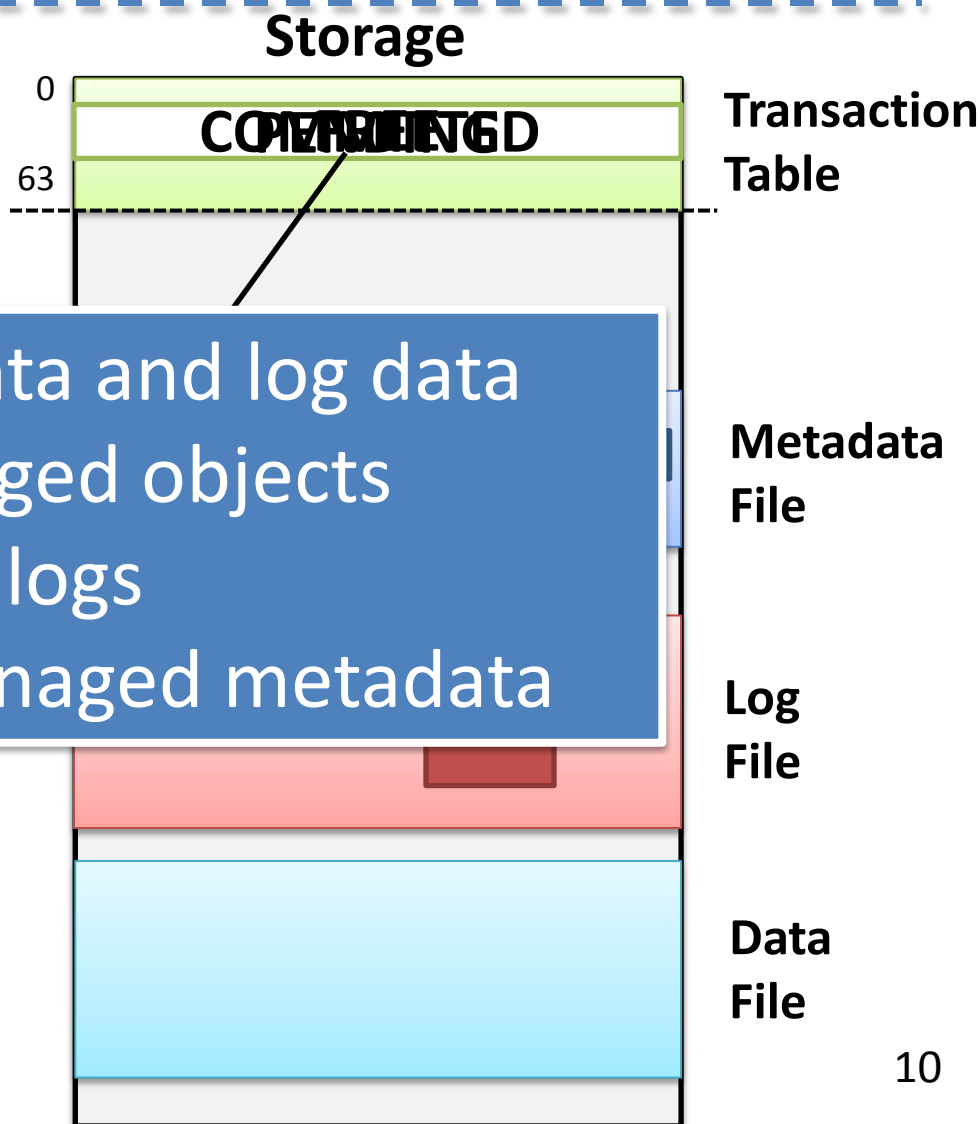 Storage
0
63
Transaction
Table
ata and log data
ged objects
logs
naged metadata
Metadata
File
Log
File
Data
File
10